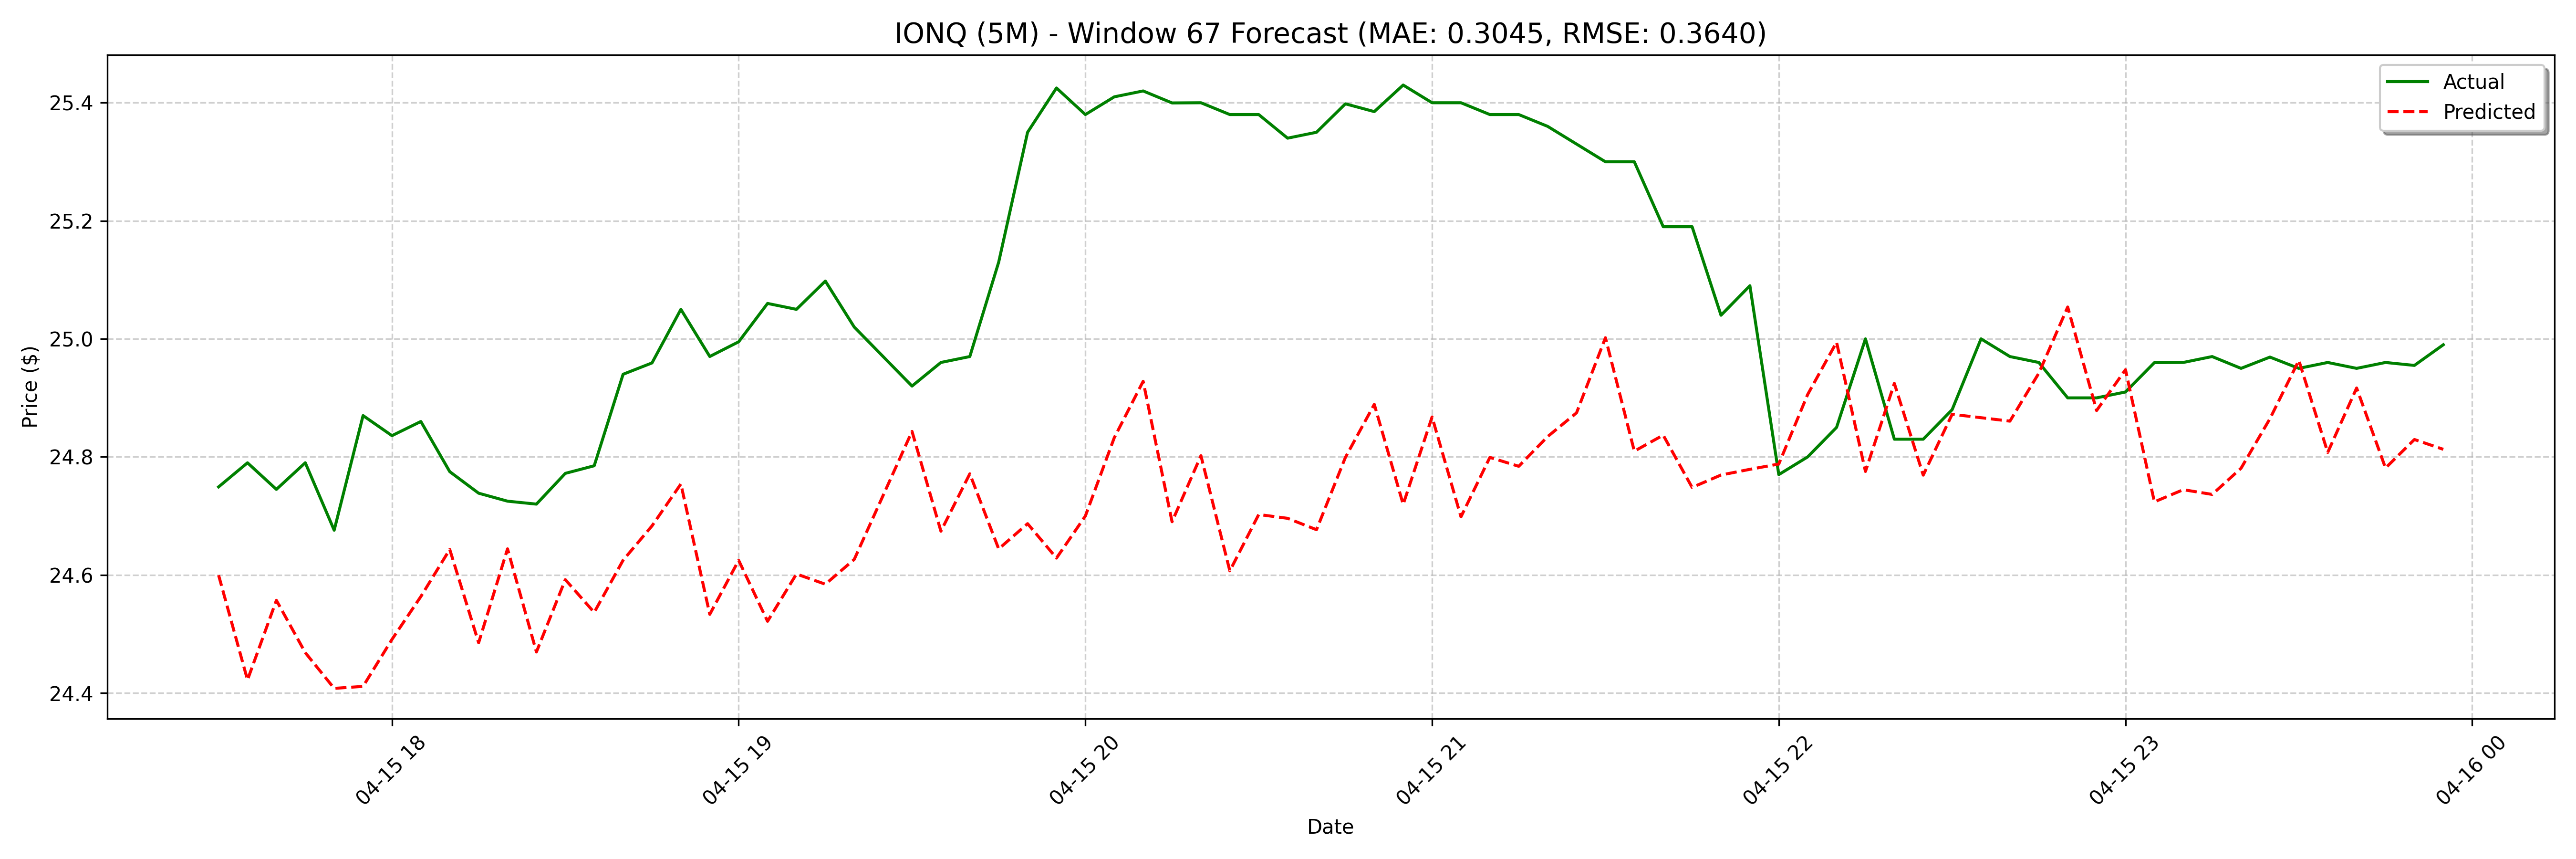 IONQ (5M) - Window 67 Forecast (MAE: 0.3045, RMSE: 0.3640)
Actual
Predicted
Price ($)
25.4
25.2
25.0
24.8
24.6
24.4
04-15 18
04-15 19
04-15 20
04-15 21
04-15 22
04-15 23
04-16 00
Date